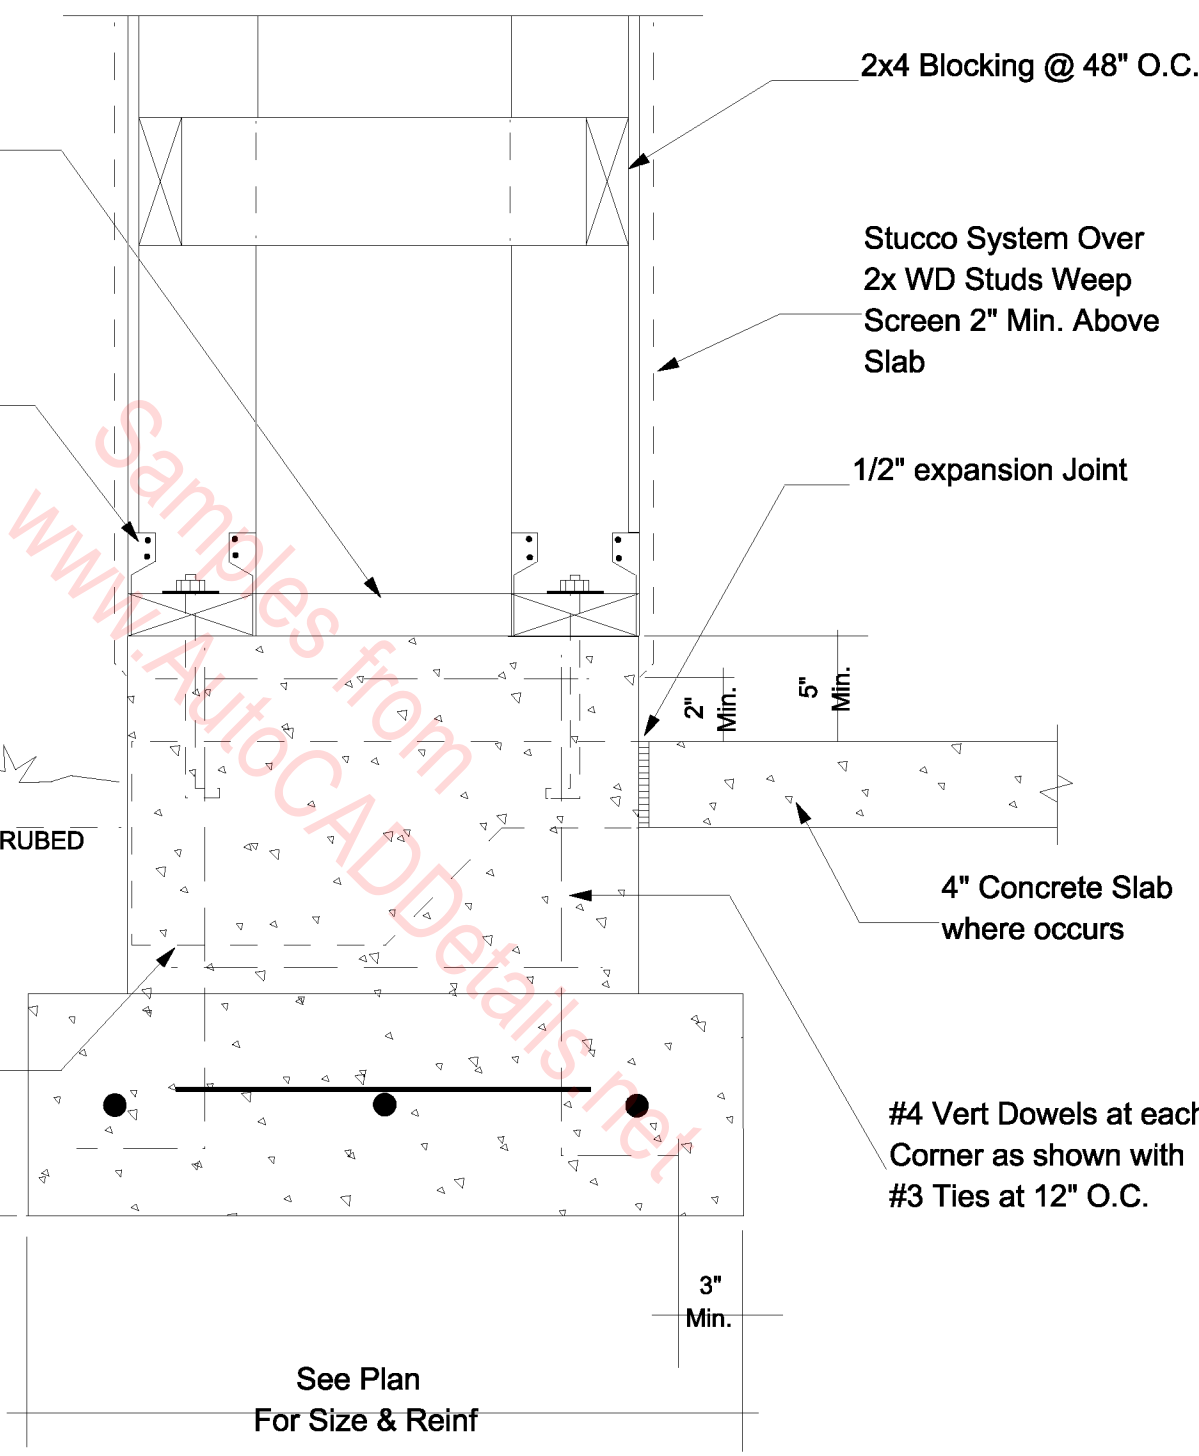 2x4 Blocking @ 48" O.C.
Stucco System Over
2x WD Studs Weep
Screen 2" Min. Above
Slab
1/2" expansion Joint
Samples from
www.AutoCADDetails.net
2"
Min.
5"
Min.
RUBED
4" Concrete Slab
where occurs
#4 Vert Dowels at each
Corner as shown with
#3 Ties at 12" O.C.
3"
Min.
See Plan
For Size & Reinf